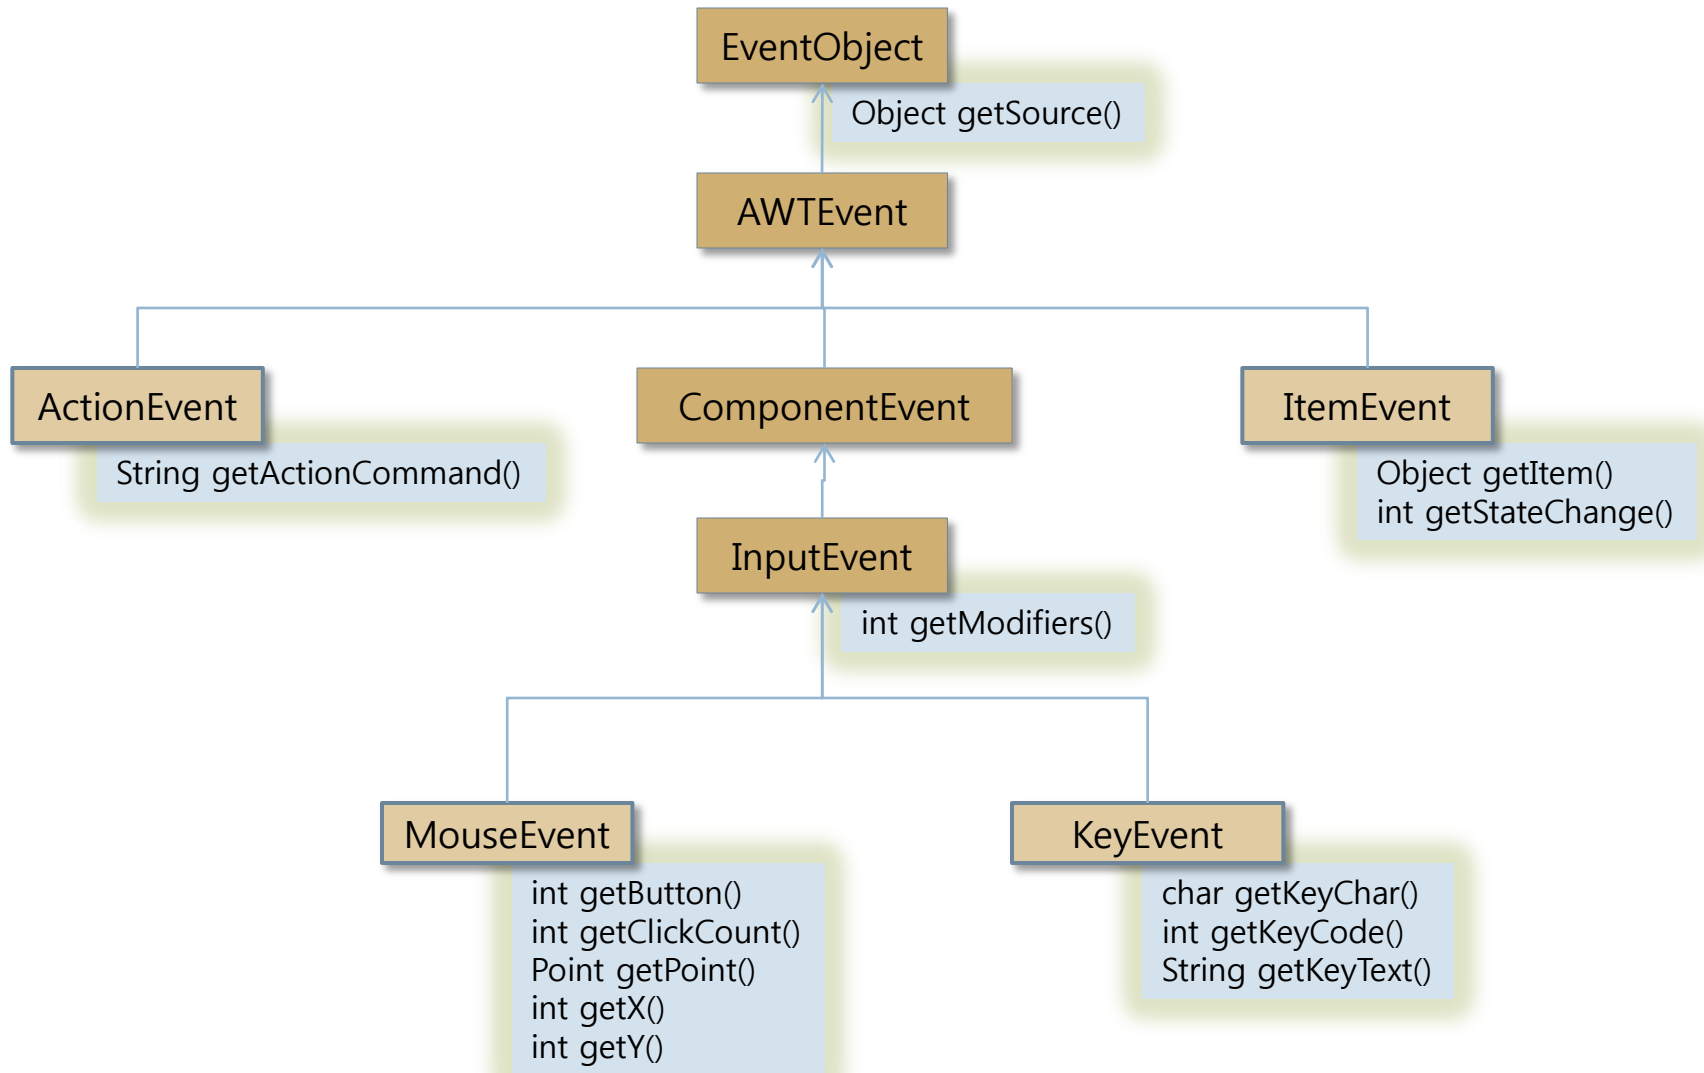 EventObject
Object getSource()
AWTEvent
ActionEvent
String getActionCommand()
ComponentEvent
ItemEvent
Object getItem()
int getStateChange()
InputEvent
int getModifiers()
MouseEvent
int getButton()
int getClickCount()
Point getPoint()
int getX()
int getY()
KeyEvent
char getKeyChar()
int getKeyCode()
String getKeyText()